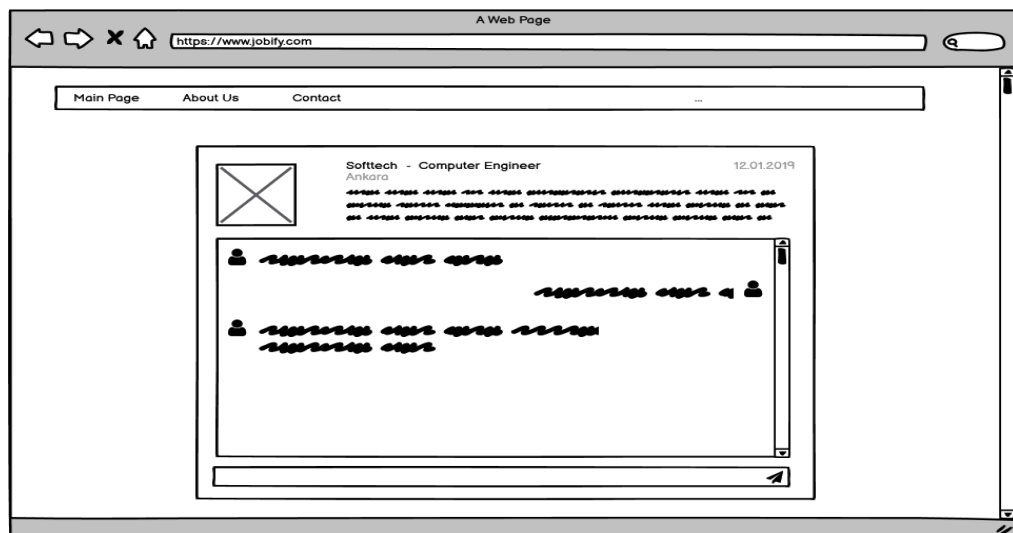 A Web Page
https://www.jobify.com
Main Page About Us Contact ...
Softtech - Computer Engineer 12.01.2019
Ankara